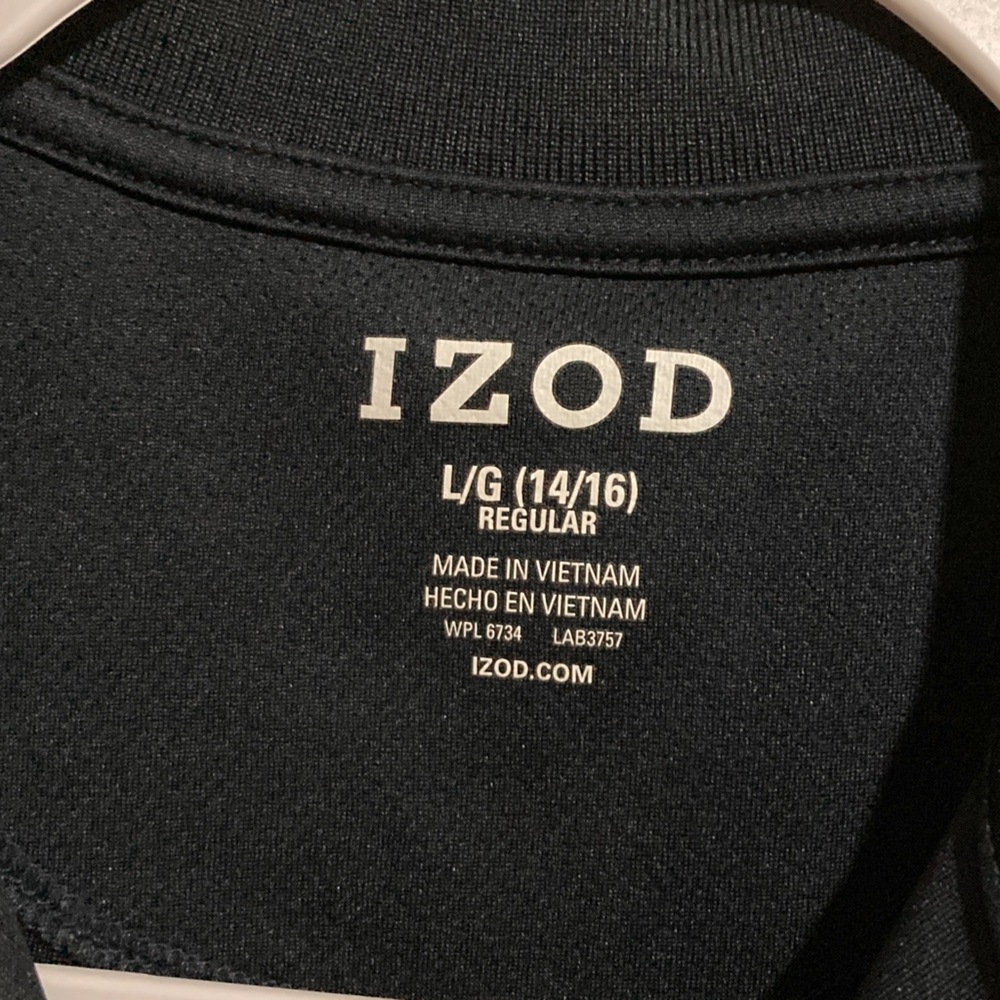 IZOD
L/G (14/16)
REGULAR
MADE IN VIETNAM
HECHO EN VIETNAM
WPL 6734 LAB3757
IZOD.COM